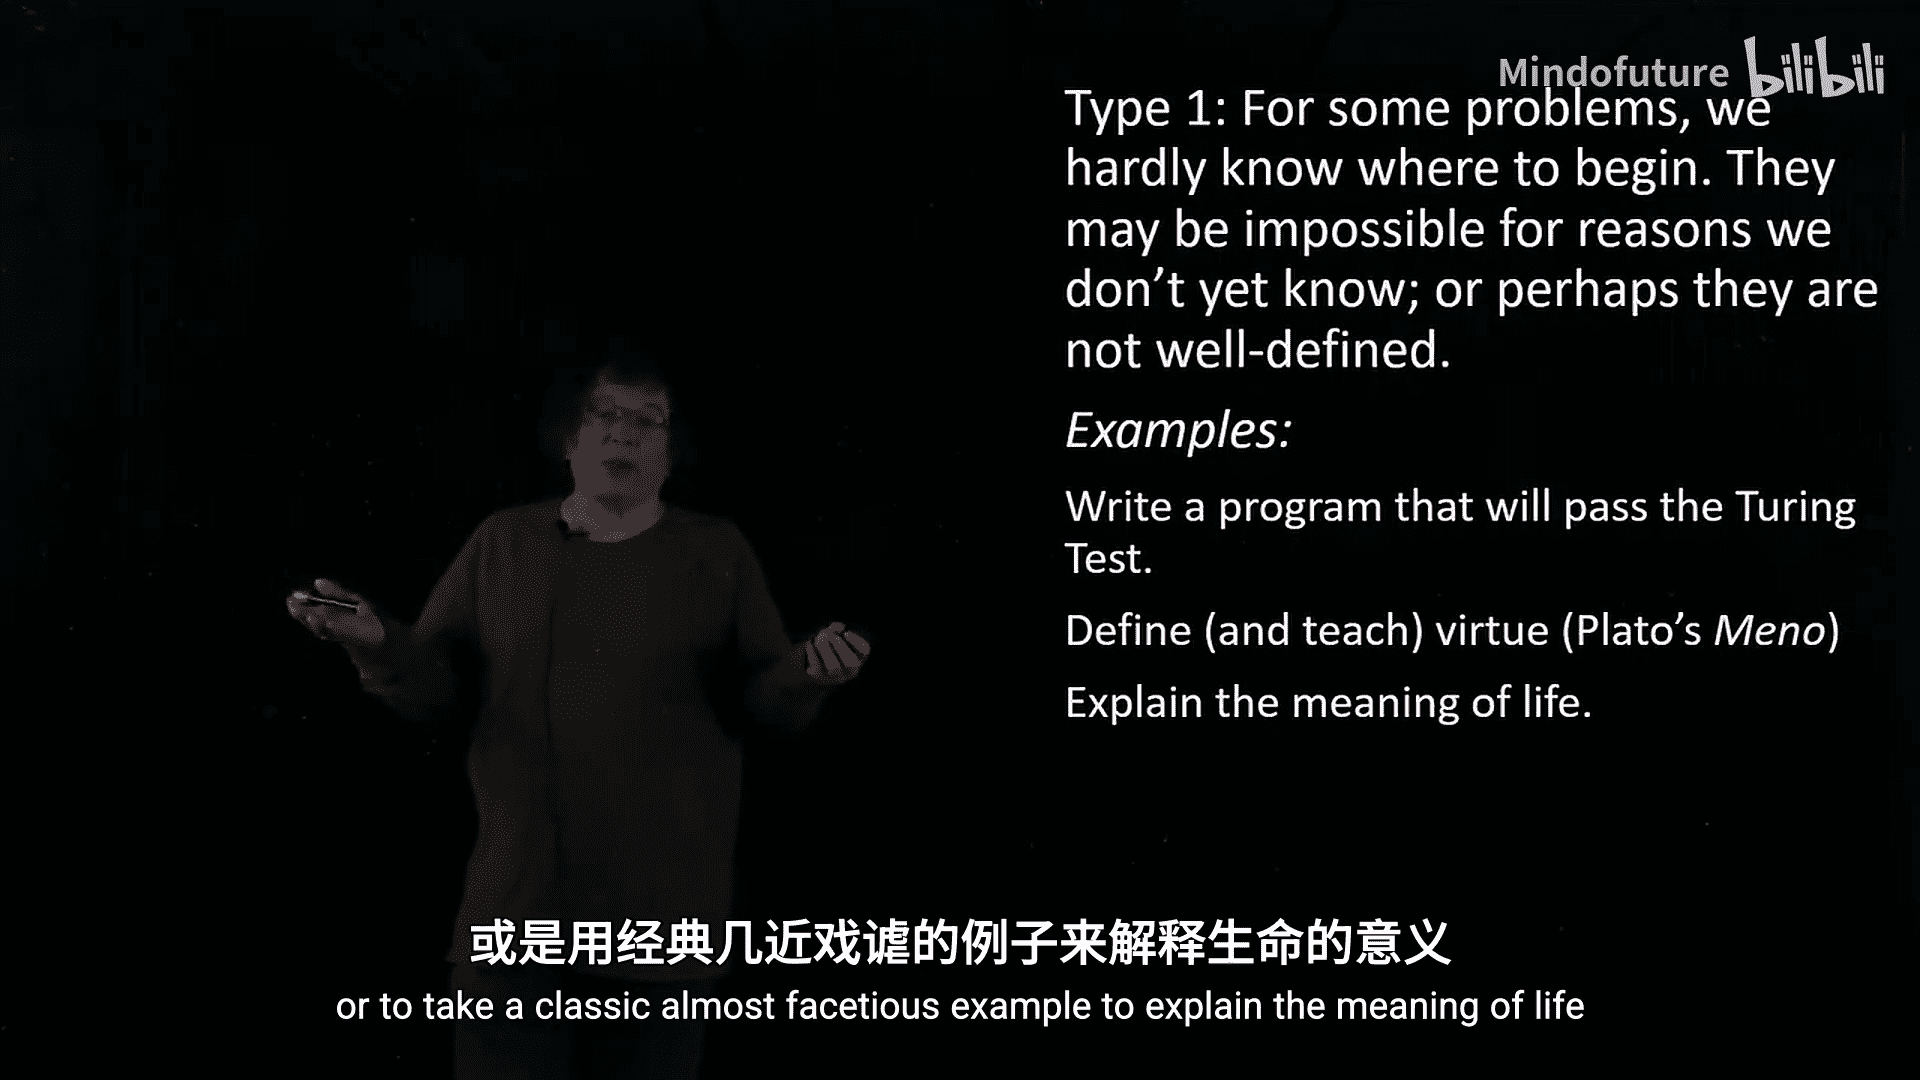 Mindofuture bilibili
Type 1: For some problems, we
hardly know where to begin. They
may be impossible for reasons we
don’t yet know; or perhaps they are
not well-defined.
Examples:
Write a program that will pass the Turing
Test.
Define (and teach) virtue (Plato’s Meno)
Explain the meaning of life.
或是用经典几近戏谑的例子来解释生命的意义
or to take a classic almost facetious example to explain the meaning of life